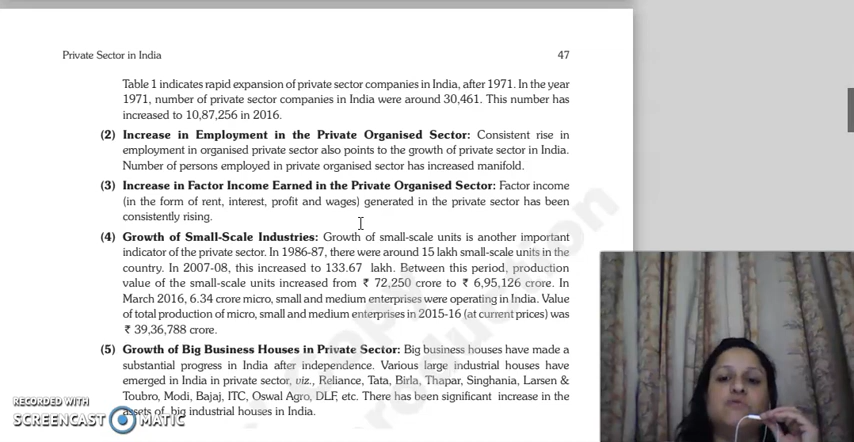 Private Sector in India 47
Table 1 indicates rapid expansion of private sector companies in India, after 1971. In the year
1971, number of private sector companies in India were around 30,461. This number has
increased to 10,87,256 in 2016.
(2) Increase in Employment in the Private Organised Sector: Consistent rise in
employment in organised private sector also points to the growth of private sector in India.
Number of persons employed in private organised sector has increased manifold.
(3) Increase in Factor Income Earned in the Private Organised Sector: Factor income
(in the form of rent, interest, profit and wages) generated in the private sector has been
consistently rising.
(4) Growth of Small-Scale Industries: Growth of small-scale units is another important
indicator of the private sector. In 1986-87, there were around 15 lakh small-scale units in the
country. In 2007-08, this increased to 133.67 lakh. Between this period, production
value of the small-scale units increased from ₹ 72,250 crore to ₹ 6,95,126 crore. In
March 2016, 6.34 crore micro, small and medium enterprises were operating in India. Value
of total production of micro, small and medium enterprises in 2015-16 (at current prices) was
₹ 39,36,788 crore.
(5) Growth of Big Business Houses in Private Sector: Big business houses have made a
substantial progress in India after independence. Various large industrial houses have
emerged in India in private sector, viz., Reliance, Tata, Birla, Thapar, Singhania, Larsen &
Toubro, Modi, Bajaj, ITC, Oswal Agro, DLF, etc. There has been significant increase in the
assets of big industrial houses in India.
RECORDED WITH
SCREENCAST MATIC